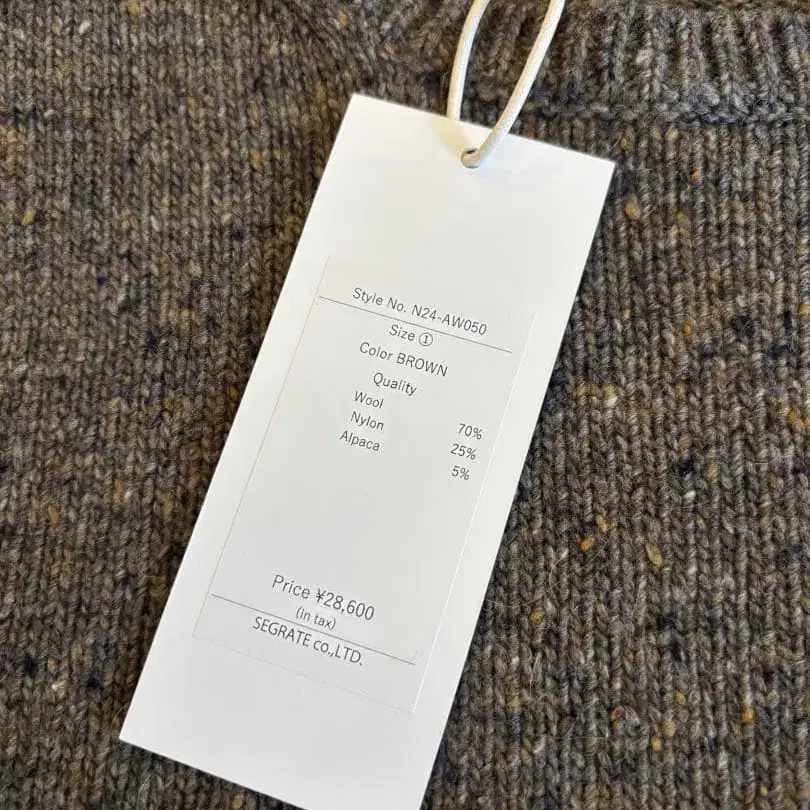 Style No. N24-AW050
Size ①
Color BROWN
Quality
Wool 70%
Nylon 25%
Alpaca 5%
Price ¥28,600
(in tax)
SEGRATE co.,LTD.